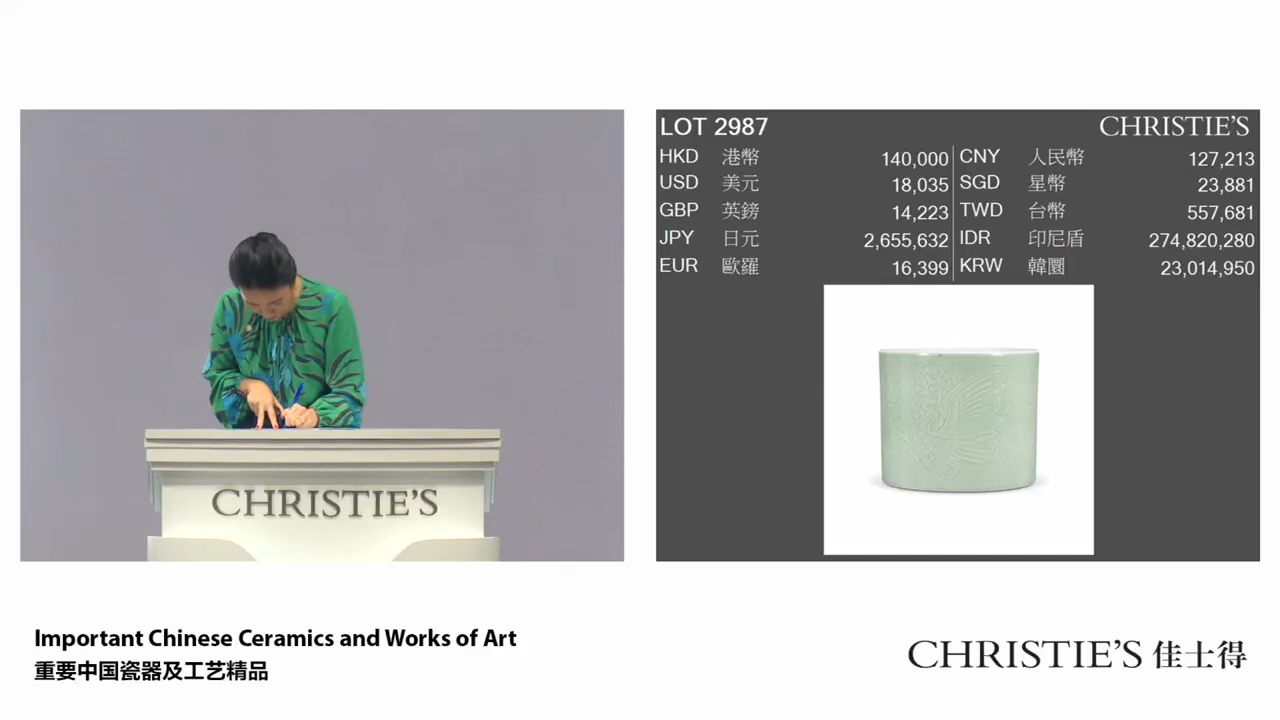 LOT 2987
CHRISTIE'S
HKD 港幣 140,000 CNY 人民幣 127,213
USD 美元 18,035 SGD 星幣 23,881
GBP 英鎊 14,223 TWD 台幣 557,681
JPY 日元 2,655,632 IDR 印尼盾 274,820,280
EUR 歐羅 16,399 KRW 韓圜 23,014,950
CHRISTIE'S
Important Chinese Ceramics and Works of Art
重要中国瓷器及工艺精品
CHRISTIE'S 佳士得